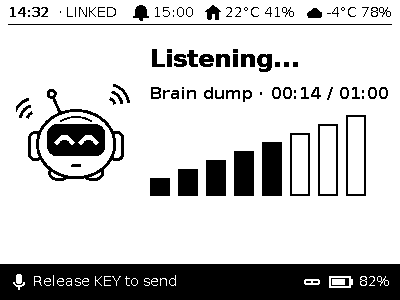 14:32 · LINKED 15:00 22°C 41% -4°C 78%
Listening...
Brain dump · 00:14 / 01:00
Release KEY to send 82%